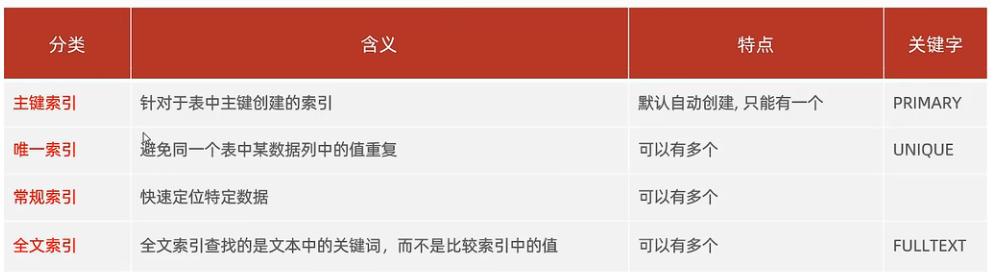 分类 含义 特点 关键字
主键索引 针对于表中主键创建的索引 默认自动创建, 只能有一个 PRIMARY
唯一索引 避免同一个表中某数据列中的值重复 可以有多个 UNIQUE
常规索引 快速定位特定数据 可以有多个
全文索引 全文索引查找的是文本中的关键词，而不是比较索引中的值 可以有多个 FULLTEXT